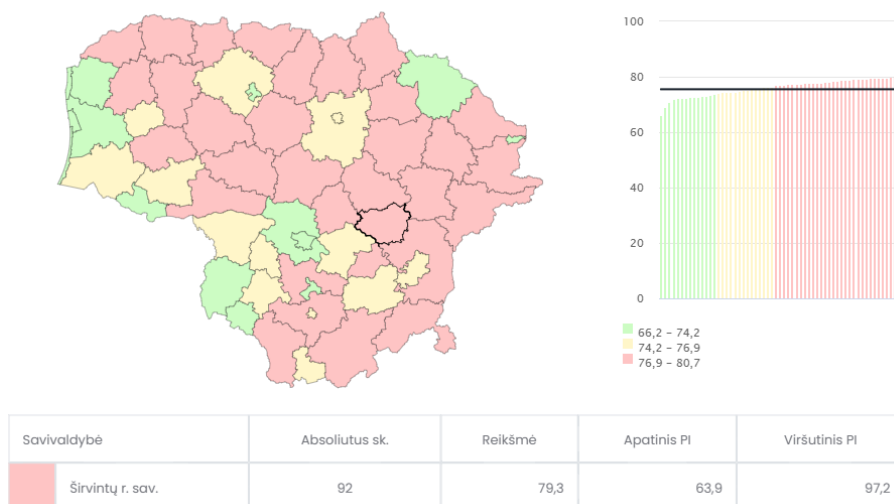 100
80
60
40
20
0
66,2 – 74,2
74,2 – 76,9
76,9 – 80,7
Savivaldybė Absoliutus sk. Reikšmė Apatinis PI Viršutinis PI
Širvintų r. sav. 92 79,3 63,9 97,2